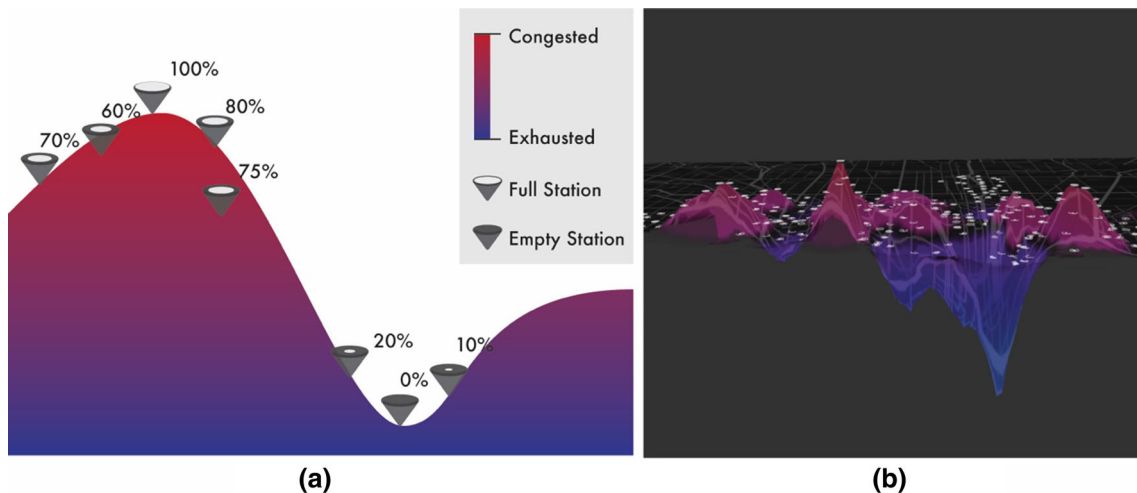 Congested
Exhausted
Full Station
Empty Station
100%
60%
80%
70%
75%
20%
10%
0%
(a)
(b)